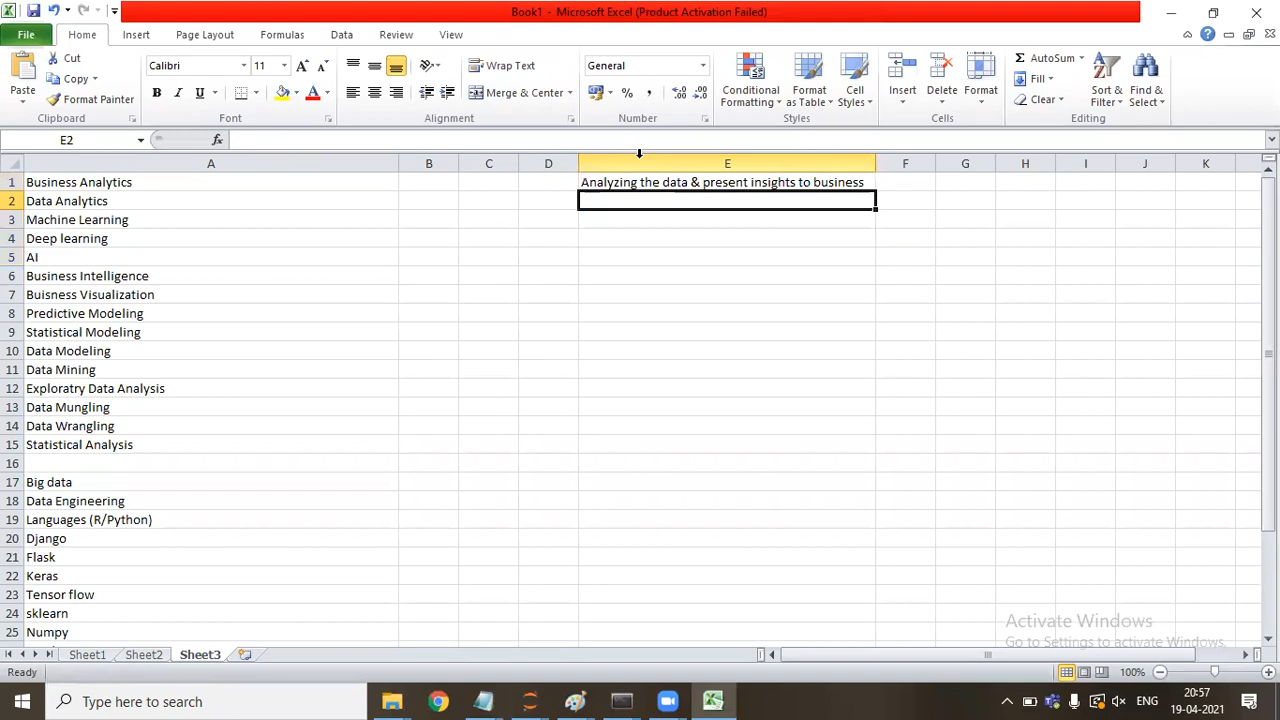 Book1 - Microsoft Excel (Product Activation Failed)
File Home Insert Page Layout Formulas Data Review View
Paste
Cut
Copy
Format Painter
Clipboard
Calibri 11
B I U A
Font
Wrap Text
Merge & Center
Alignment
General
% ,
Number
Conditional Formatting
Format as Table
Cell Styles
Styles
Insert
Delete
Format
Cells
Σ AutoSum
Fill
Clear
Sort & Filter
Find & Select
Editing
E2 fx
A B C D E F G H I J K
1 Business Analytics Analyzing the data & present insights to business
2 Data Analytics
3 Machine Learning
4 Deep learning
5 AI
6 Business Intelligence
7 Buisness Visualization
8 Predictive Modeling
9 Statistical Modeling
10 Data Modeling
11 Data Mining
12 Exploratry Data Analysis
13 Data Mungling
14 Data Wrangling
15 Statistical Analysis
16
17 Big data
18 Data Engineering
19 Languages (R/Python)
20 Django
21 Flask
22 Keras
23 Tensor flow
24 sklearn
25 Numpy
Activate Windows
Go to Settings to activate Windows.
Sheet1 Sheet2 Sheet3
Ready 100%
Type here to search
ENG
20:57
19-04-2021